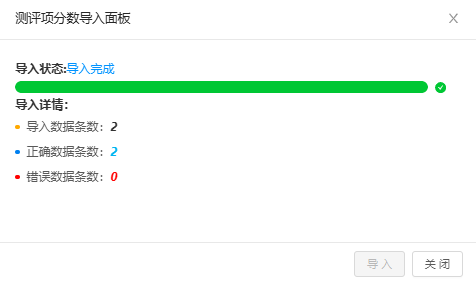 测评项分数导入面板
导入状态:导入完成
导入详情：
导入数据条数：2
正确数据条数：2
错误数据条数：0
导 入
关 闭